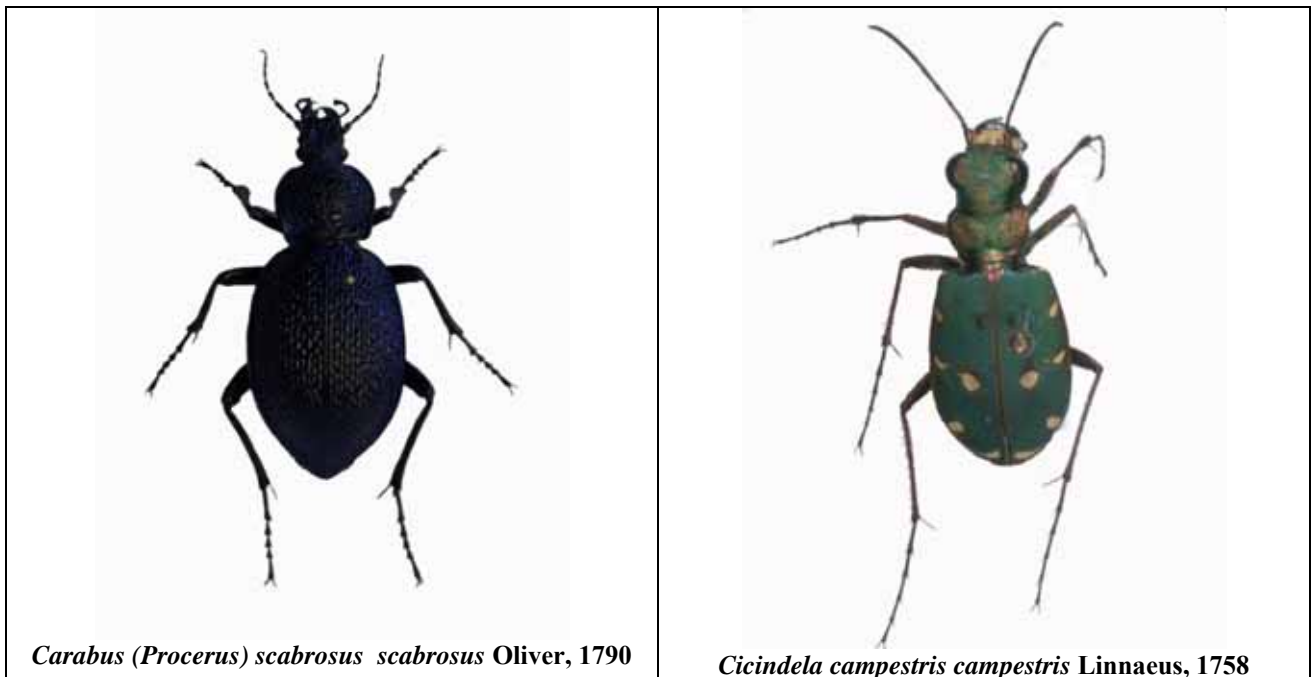 Carabus (Procerus) scabrosus scabrosus Oliver, 1790
Cicindela campestris campestris Linnaeus, 1758